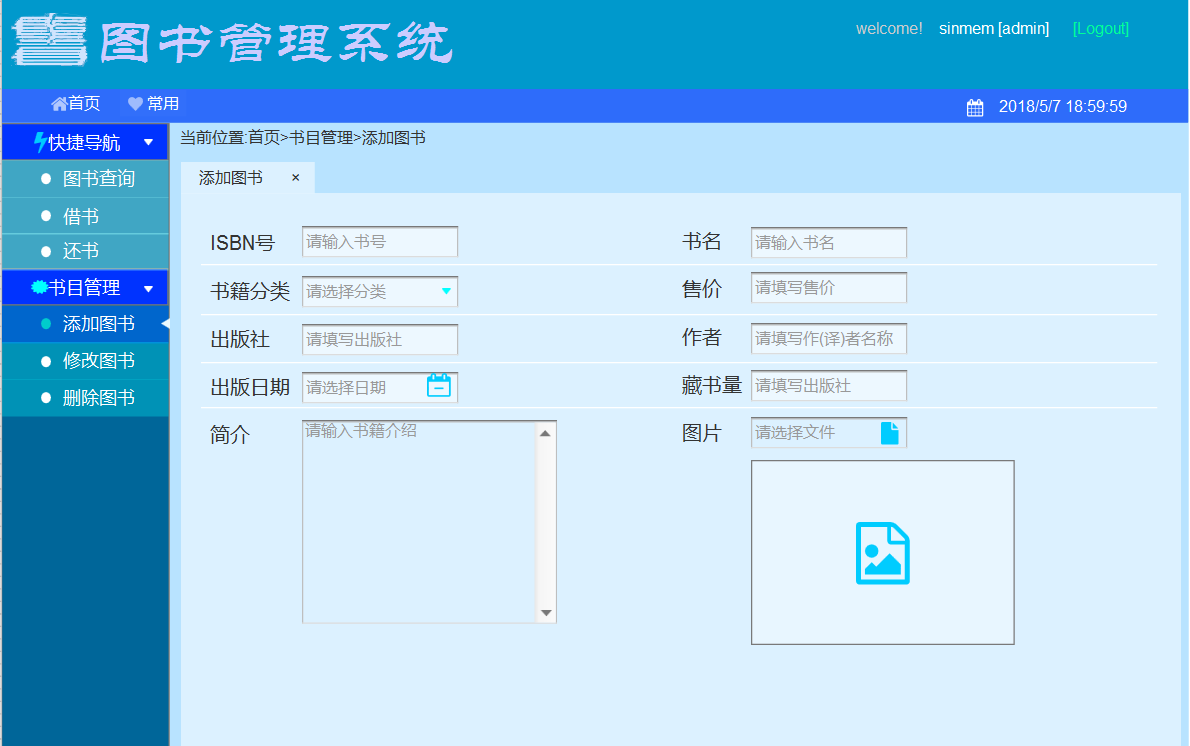 图书管理系统
welcome! sinmem [admin] [Logout]
首页 常用 2018/5/7 18:59:59
快捷导航
图书查询
借书
还书
书目管理
添加图书
修改图书
删除图书
当前位置:首页>书目管理>添加图书
添加图书 ×
ISBN号 请输入书号 书名 请输入书名
书籍分类 请选择分类 售价 请填写售价
出版社 请填写出版社 作者 请填写作(译)者名称
出版日期 请选择日期 藏书量 请填写出版社
简介 请输入书籍介绍 图片 请选择文件